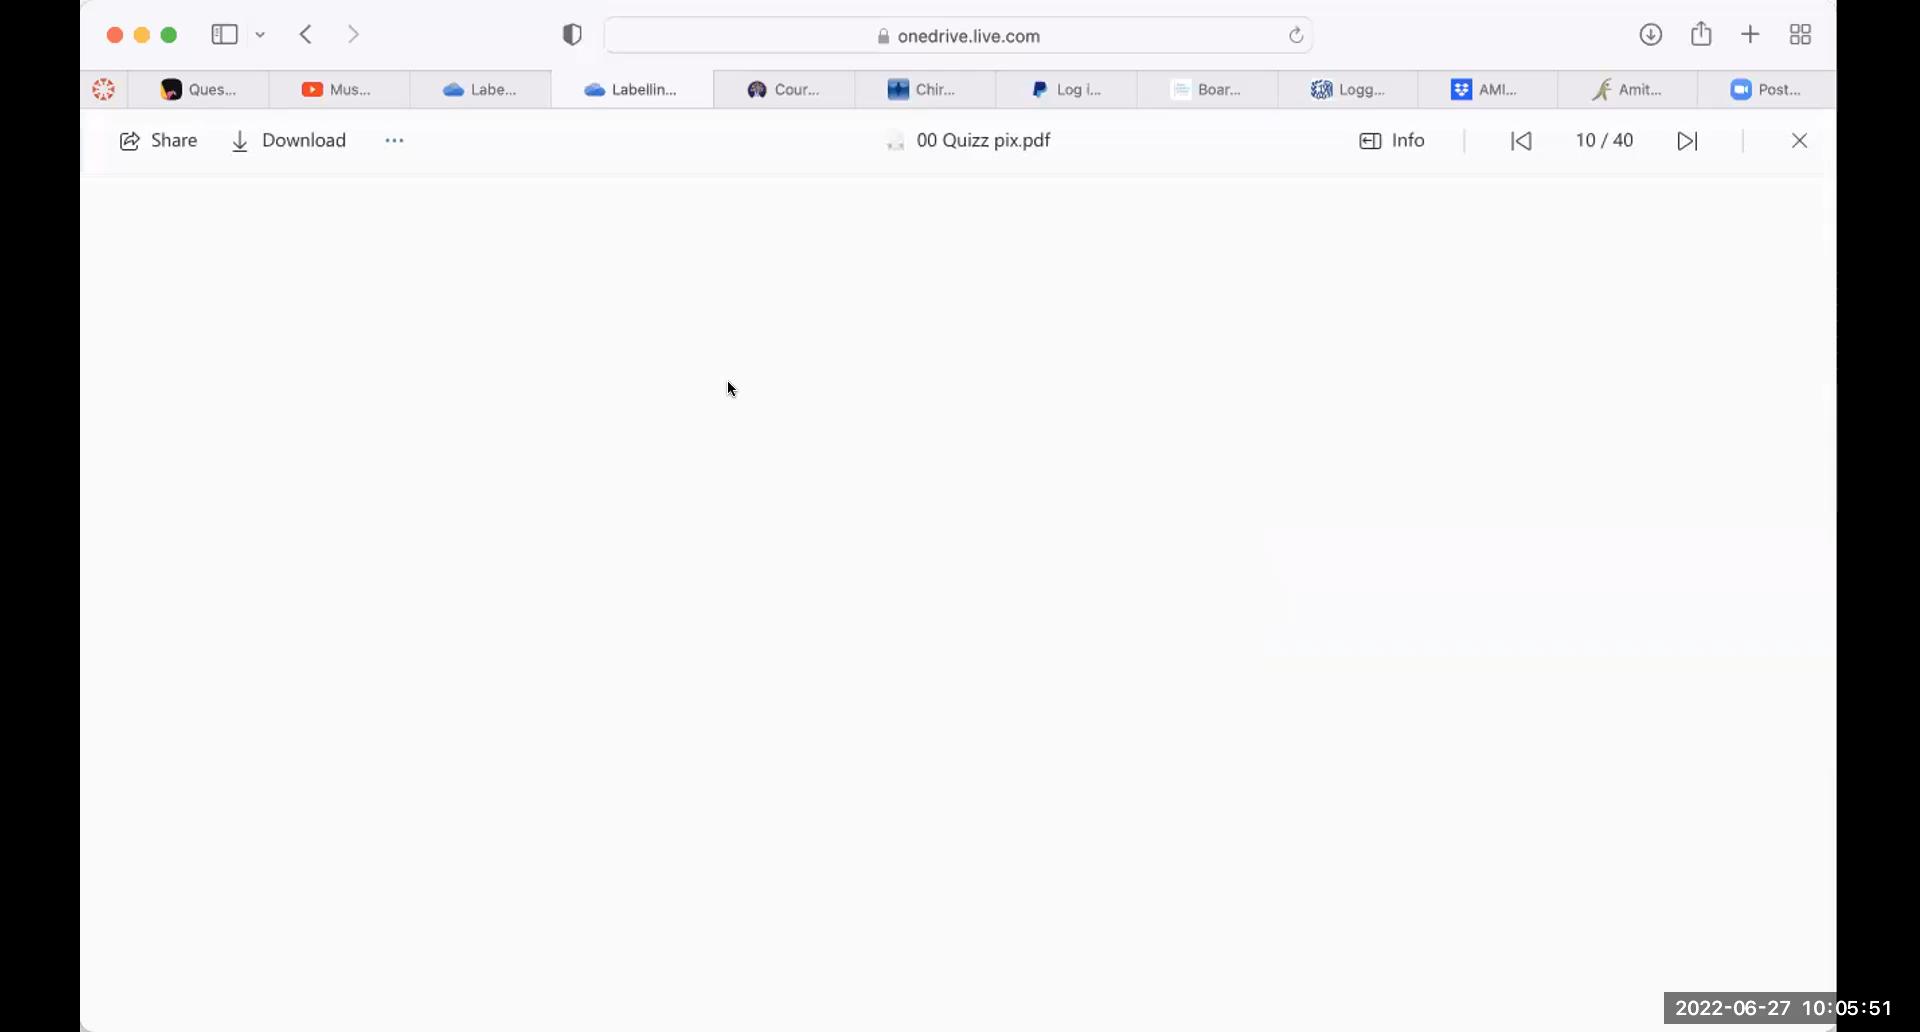 onedrive.live.com
Ques... Mus... Labe... Labellin... Cour... Chir... Log i... Boar... Logg... AMI... Amit... Post...
Share Download ... 00 Quizz pix.pdf Info 10 / 40
2022-06-27 10:05:51